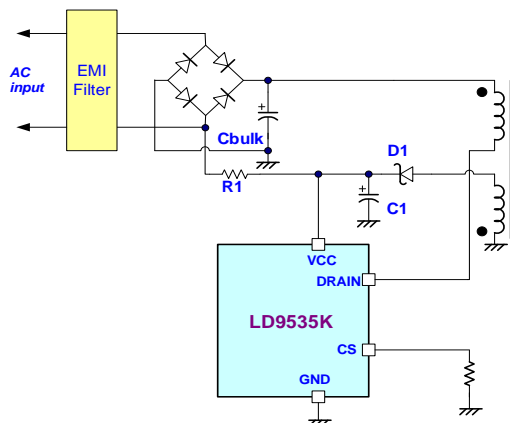 AC
input
EMI
Filter
+
Cbulk
R1
D1
+
C1
VCC
DRAIN
LD9535K
CS
GND